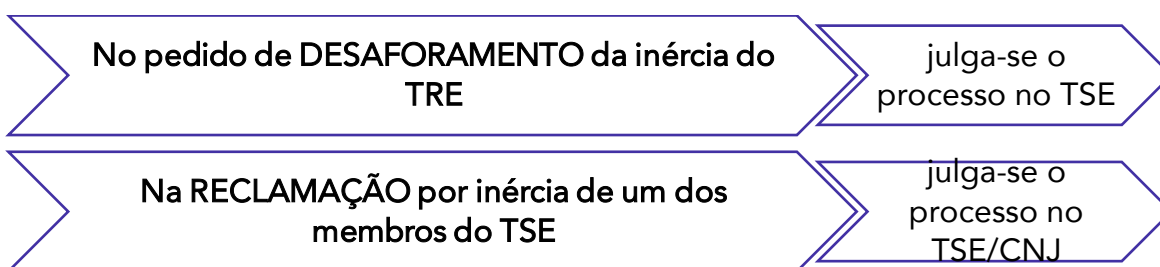 No pedido de DESAFORAMENTO da inércia do
TRE
julga-se o
processo no TSE
Na RECLAMAÇÃO por inércia de um dos
membros do TSE
julga-se o
processo no
TSE/CNJ